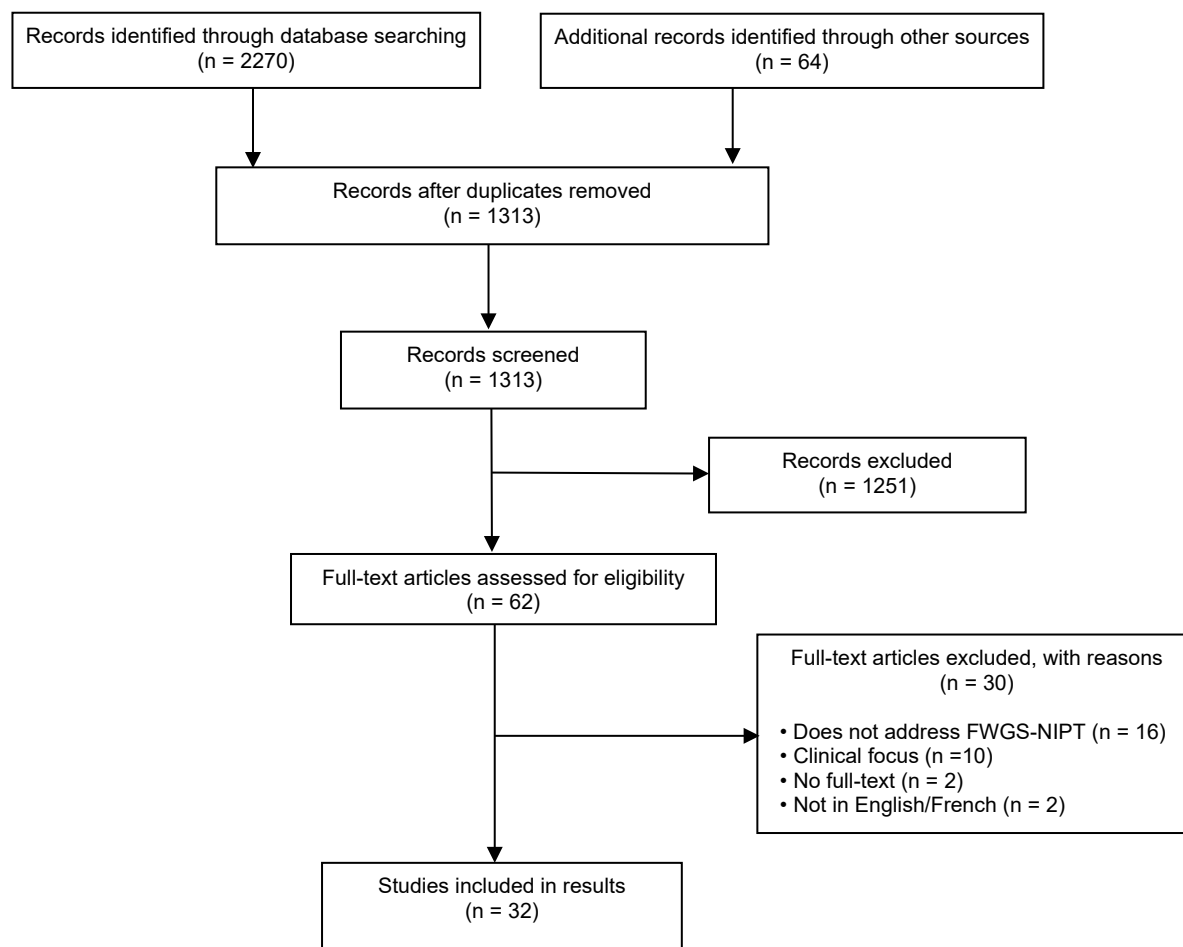 Records identified through database searching
(n = 2270)
Additional records identified through other sources
(n = 64)
Records after duplicates removed
(n = 1313)
Records screened
(n = 1313)
Records excluded
(n = 1251)
Full-text articles assessed for eligibility
(n = 62)
Full-text articles excluded, with reasons
(n = 30)
• Does not address FWGS-NIPT (n = 16)
• Clinical focus (n =10)
• No full-text (n = 2)
• Not in English/French (n = 2)
Studies included in results
(n = 32)